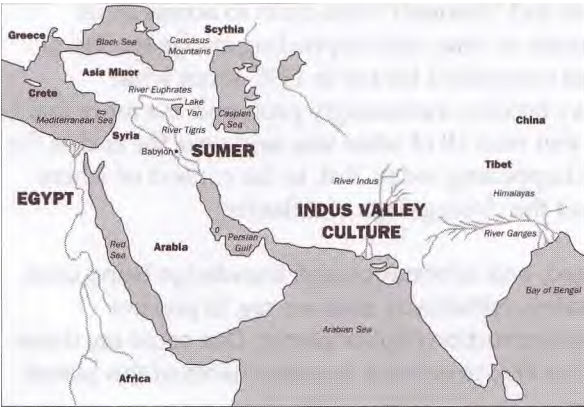 Greece
Black Sea
Scythia
Caucasus
Mountains
Asia Minor
Crete
River Euphrates
Lake
Van
Caspian
Sea
Mediterranean Sea
Syria
River Tigris
China
Babylon
SUMER
Tibet
EGYPT
River Indus
Himalayas
INDUS VALLEY
CULTURE
River Ganges
Red
Sea
Arabia
Persian
Gulf
Bay of Bengal
Arabian Sea
Africa